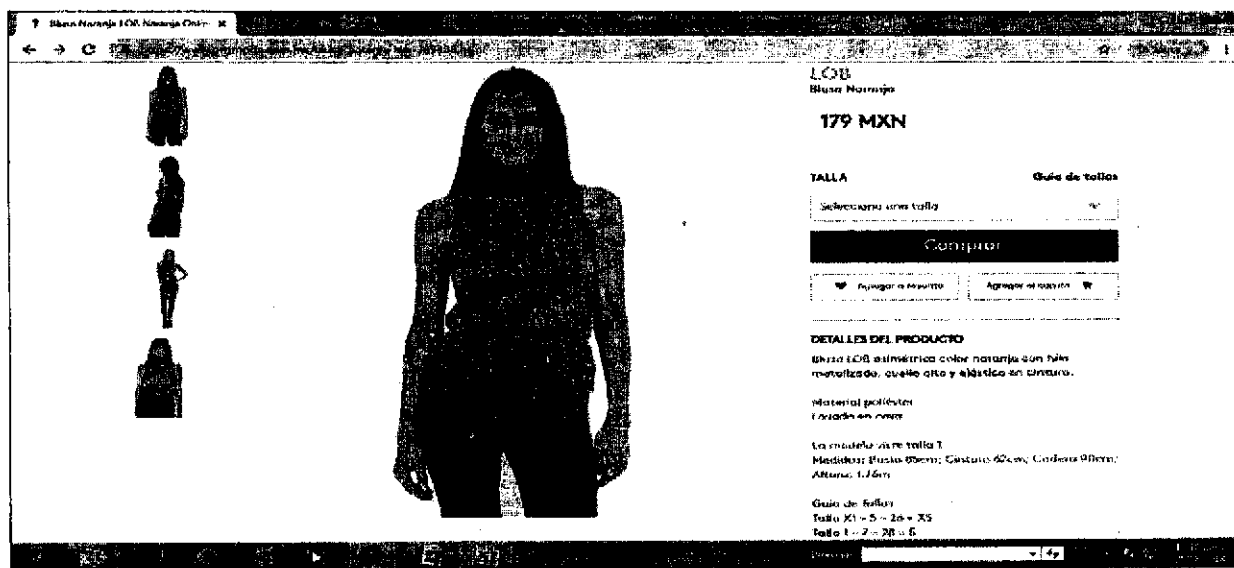 Blusa Naranja LOB Naranja Onlin
LOB
Blusa Naranja
179 MXN
TALLA Guía de tallas
Selecciona una talla
Comprar
Agregar a favorito Agregar al carrito
DETALLES DEL PRODUCTO
Blusa LOB asimétrica color naranja con hilo
metalizado, cuello alto y elástico en cintura.
Material poliéster
Lavado en casa
La modelo viste talla 1
Medidas: Busto 85cm; Cintura 62cm; Cadera 90cm;
Altura: 1.76m
Guía de Tallas
Talla X1 - 5 - 26 = XS
Talla 1 - 7 - 28 = S